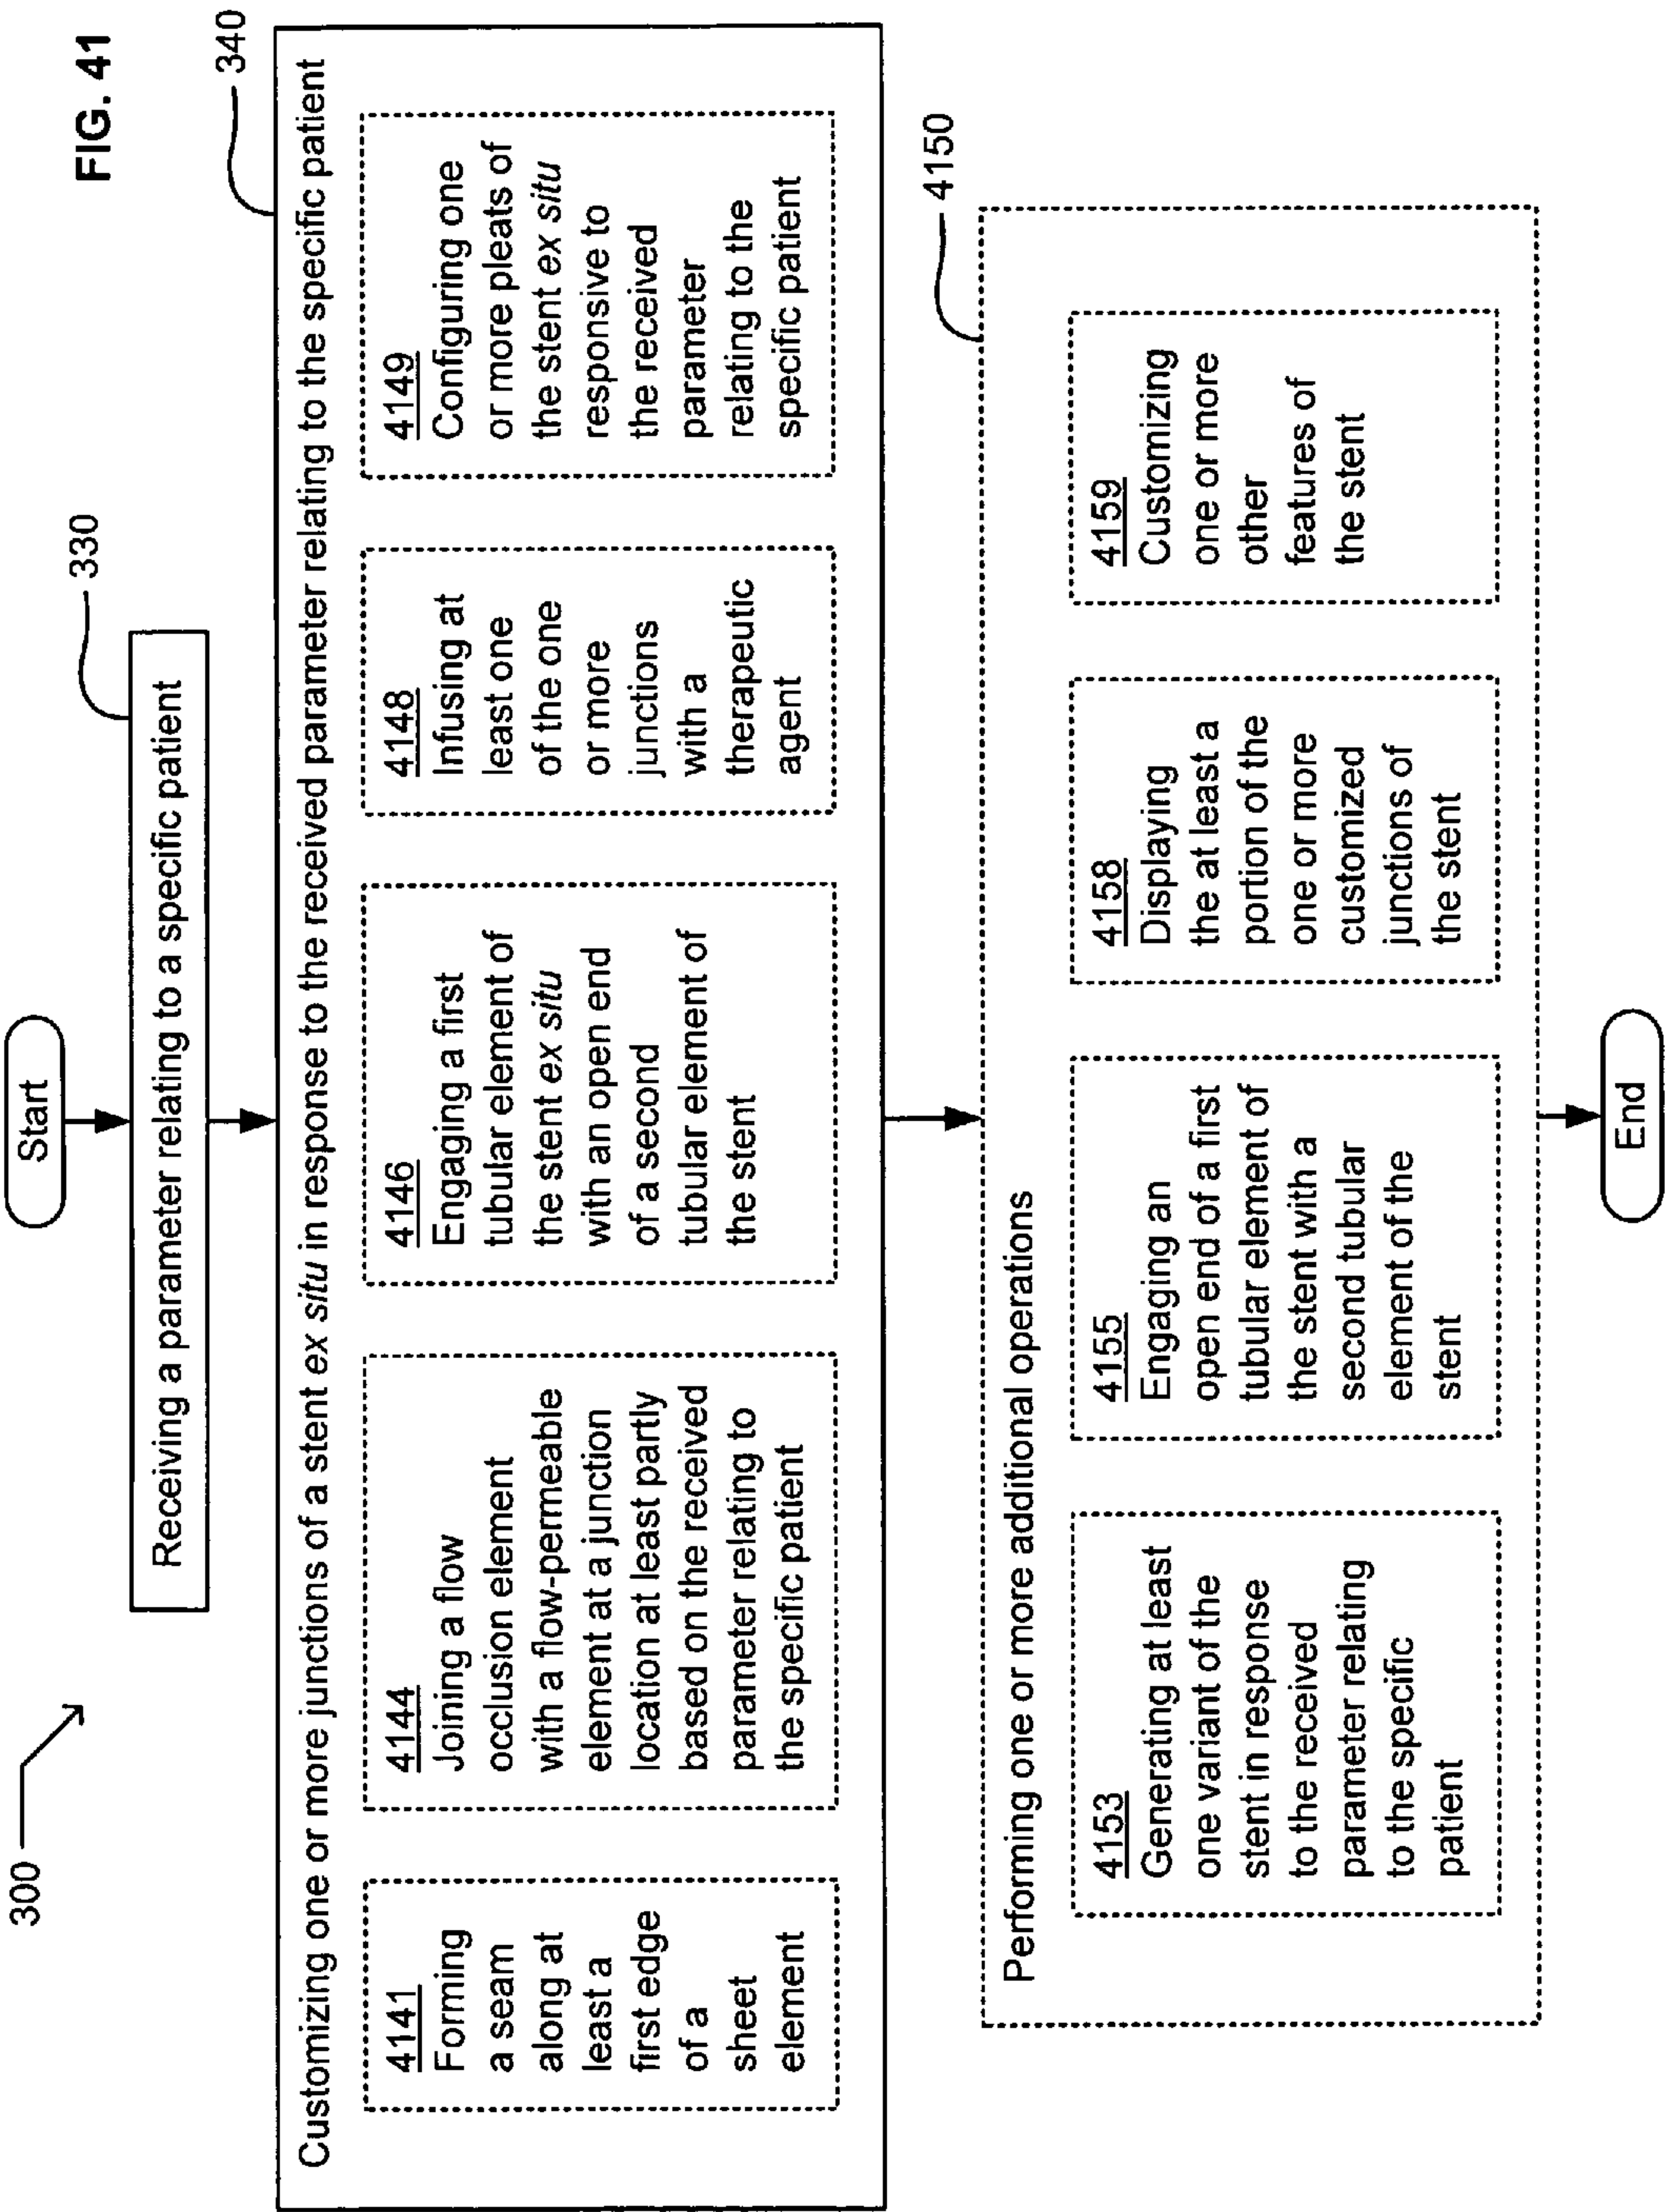 300
FIG. 41
Start
330
Receiving a parameter relating to a specific patient
340
Customizing one or more junctions of a stent ex situ in response to the received parameter relating to the specific patient
4141
Forming
a seam
along at
least a
first edge
of a
sheet
element
4144
Joining a flow
occlusion element
with a flow-permeable
element at a junction
location at least partly
based on the received
parameter relating to
the specific patient
4146
Engaging a first
tubular element of
the stent ex situ
with an open end
of a second
tubular element of
the stent
4148
Infusing at
least one
of the one
or more
junctions
with a
therapeutic
agent
4149
Configuring one
or more pleats of
the stent ex situ
responsive to
the received
parameter
relating to the
specific patient
4150
Performing one or more additional operations
4153
Generating at least
one variant of the
stent in response
to the received
parameter relating
to the specific
patient
4155
Engaging an
open end of a first
tubular element of
the stent with a
second tubular
element of the
stent
4158
Displaying
the at least a
portion of the
one or more
customized
junctions of
the stent
4159
Customizing
one or more
other
features of
the stent
End